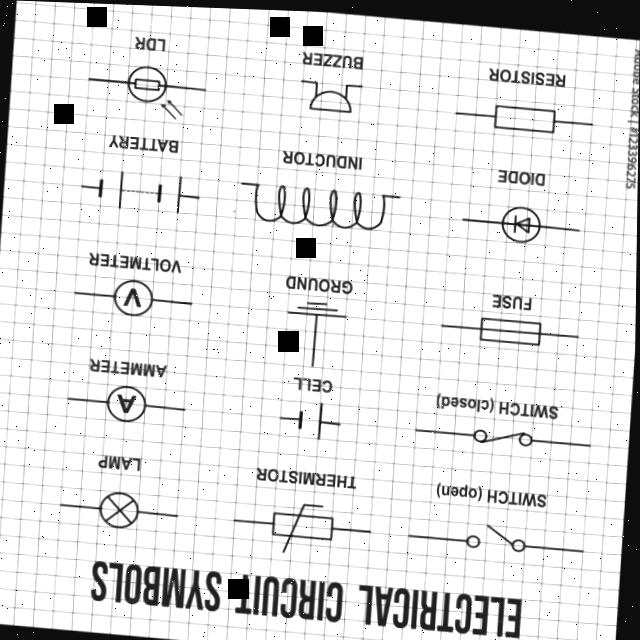 ELECTRICAL CIRCUIT SYMBOLS
SWITCH (open)
THERMISTOR
LAMP
SWITCH (closed)
CELL
AMMETER
A
FUSE
GROUND
VOLTMETER
V
DIODE
INDUCTOR
BATTERY
RESISTOR
BUZZER
LDR